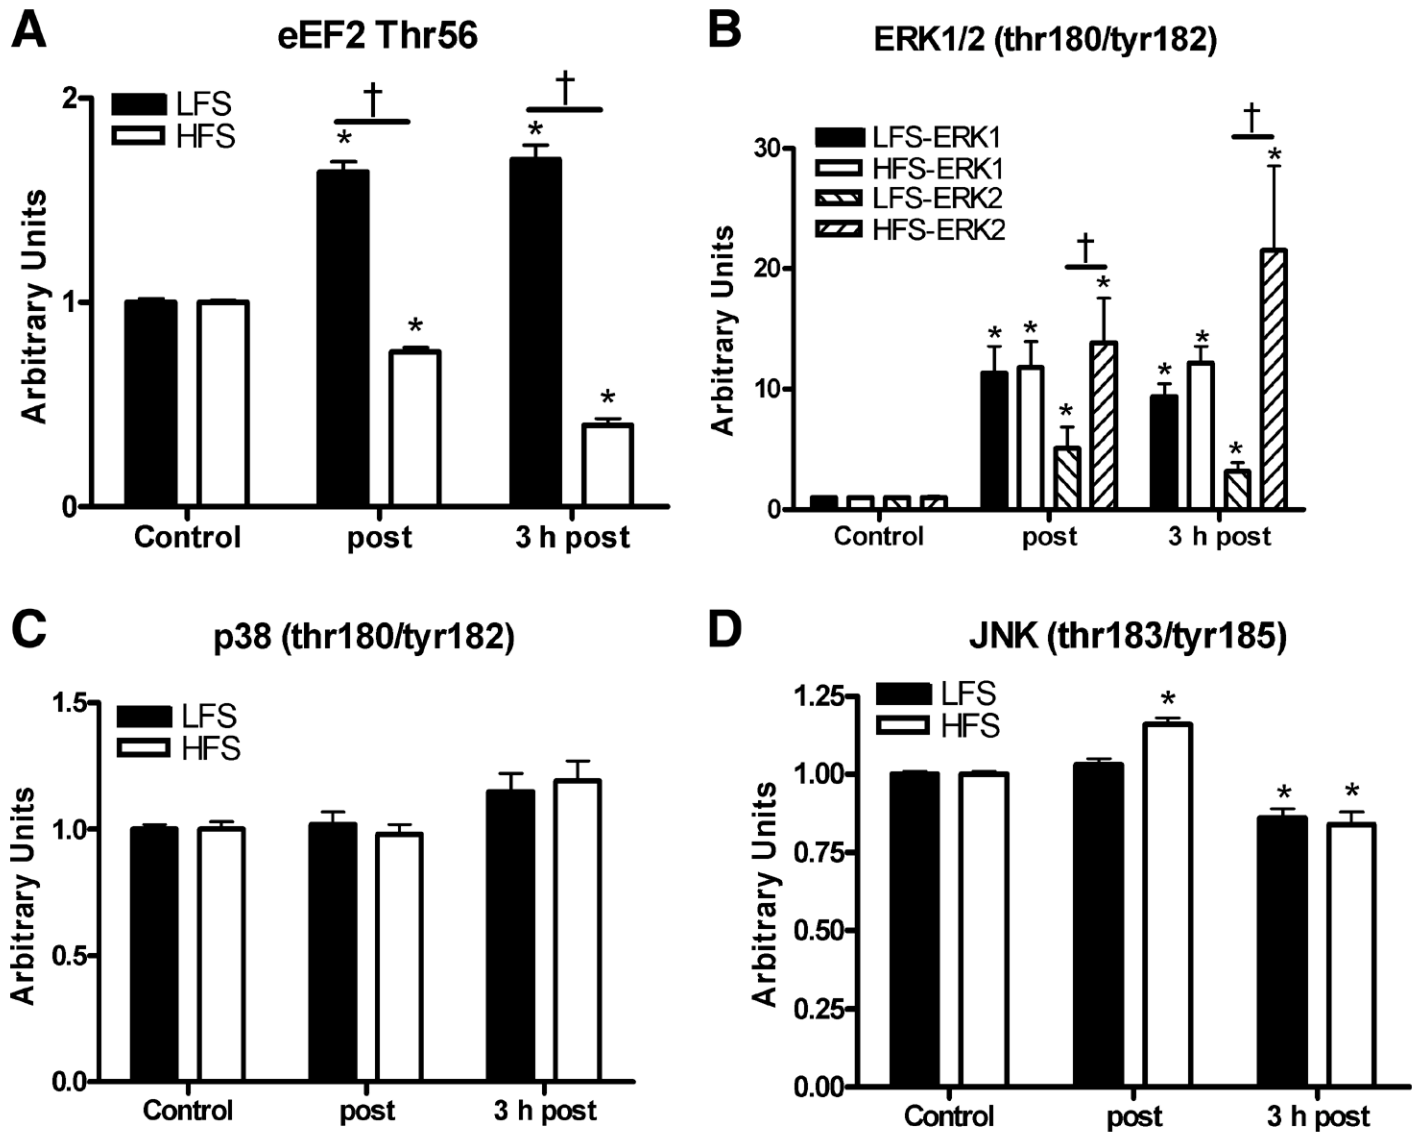 A
eEF2 Thr56
LFS
HFS
2
1
0
Arbitrary Units
†
†
*
*
*
*
Control post 3 h post
B
ERK1/2 (thr180/tyr182)
LFS-ERK1
HFS-ERK1
LFS-ERK2
HFS-ERK2
30
20
10
0
Arbitrary Units
†
†
* * * *
* * * *
Control post 3 h post
C
p38 (thr180/tyr182)
LFS
HFS
1.5
1.0
0.5
0.0
Arbitrary Units
Control post 3 h post
D
JNK (thr183/tyr185)
LFS
HFS
1.25
1.00
0.75
0.50
0.25
0.00
Arbitrary Units
*
* *
Control post 3 h post